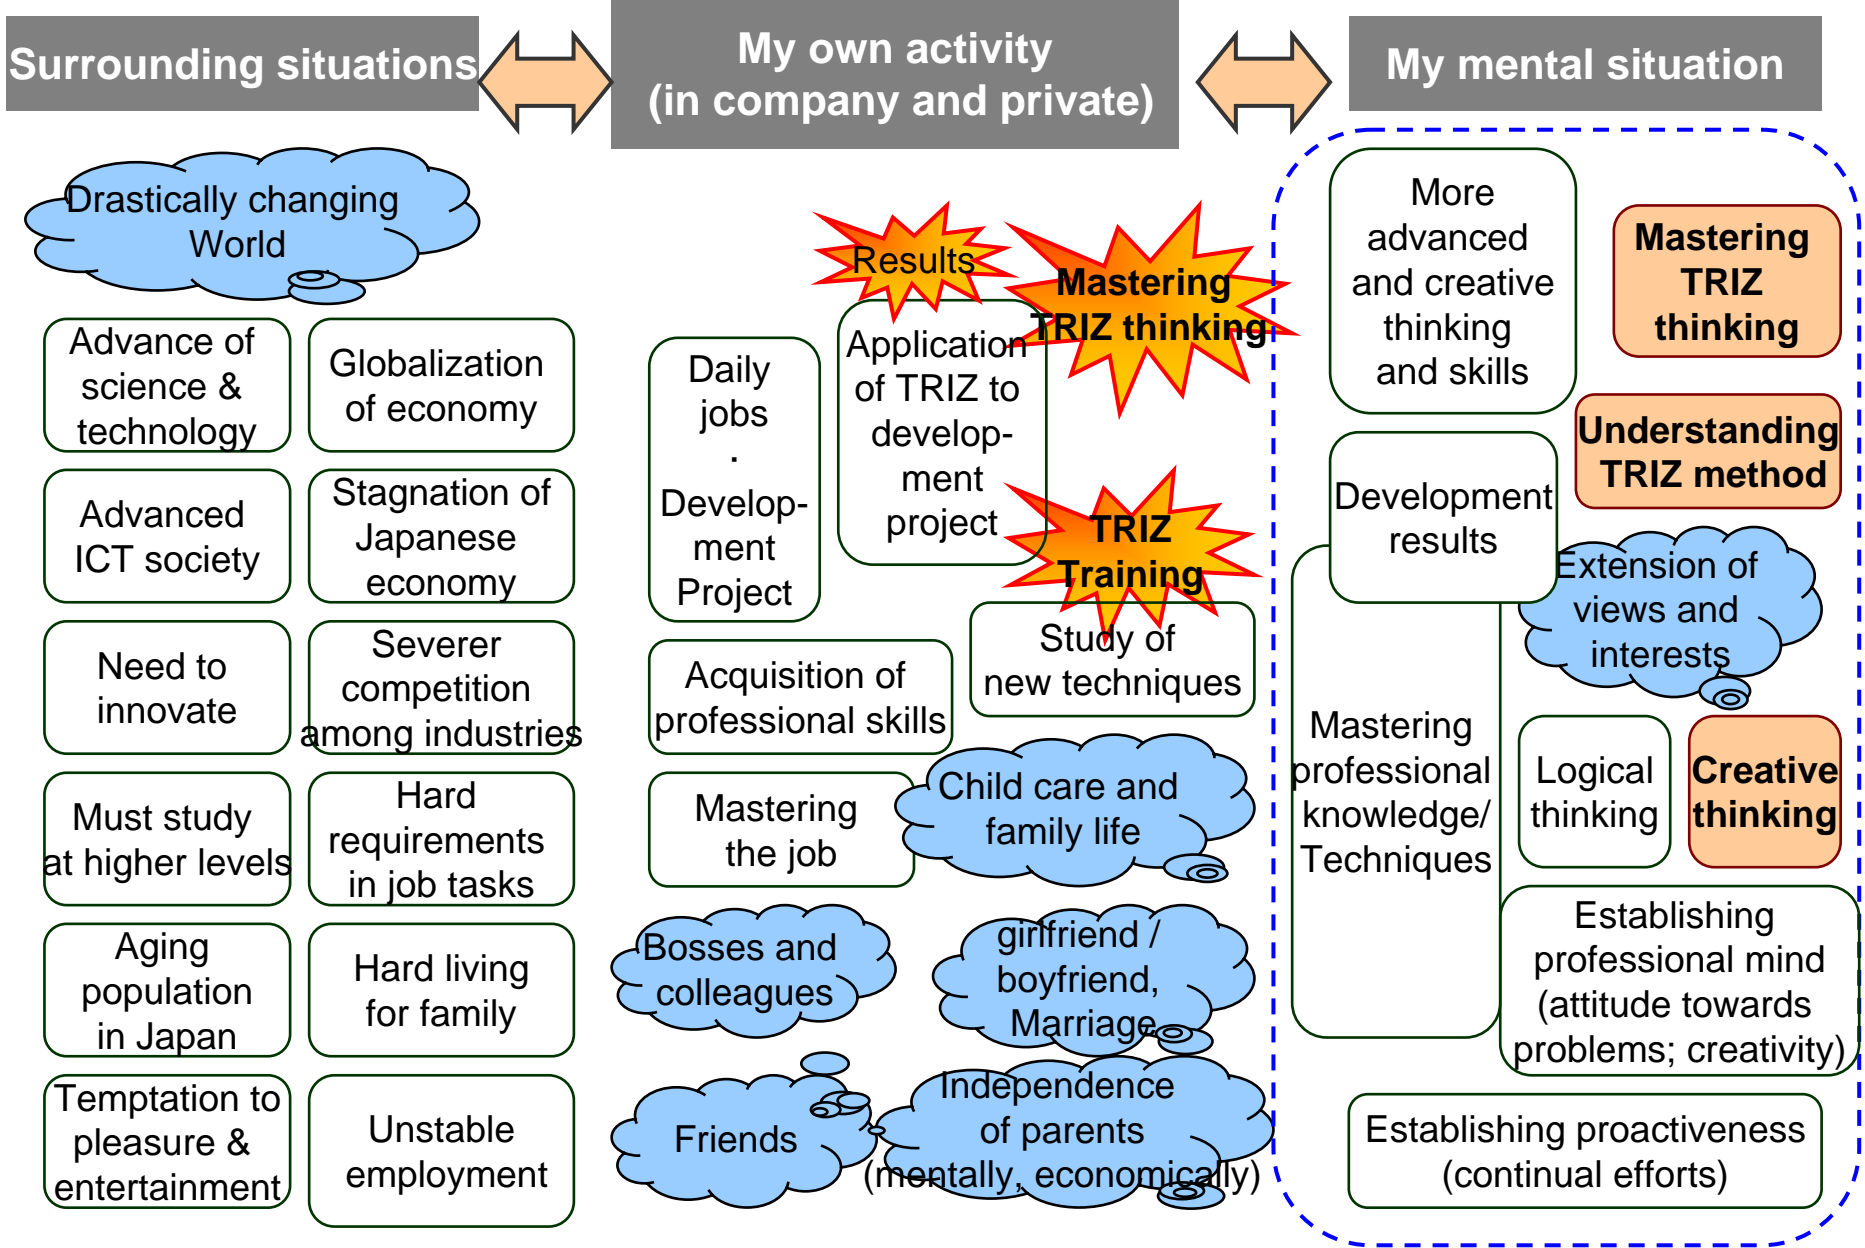 Surrounding situations
My own activity
(in company and private)
My mental situation
Drastically changing
World
Advance of
science &
technology
Globalization
of economy
Advanced
ICT society
Stagnation of
Japanese
economy
Need to
innovate
Severer
competition
among industries
Must study
at higher levels
Hard
requirements
in job tasks
Aging
population
in Japan
Hard living
for family
Temptation to
pleasure &
entertainment
Unstable
employment
Results
Mastering
TRIZ thinking
Daily
jobs
·
Develop-
ment
Project
Application
of TRIZ to
develop-
ment
project
TRIZ
Training
Study of
new techniques
Acquisition of
professional skills
Mastering
the job
Child care and
family life
Bosses and
colleagues
girlfriend /
boyfriend,
Marriage
Friends
Independence
of parents
(mentally, economically)
More
advanced
and creative
thinking
and skills
Mastering
TRIZ
thinking
Understanding
TRIZ method
Development
results
Extension of
views and
interests
Mastering
professional
knowledge/
Techniques
Logical
thinking
Creative
thinking
Establishing
professional mind
(attitude towards
problems; creativity)
Establishing proactiveness
(continual efforts)